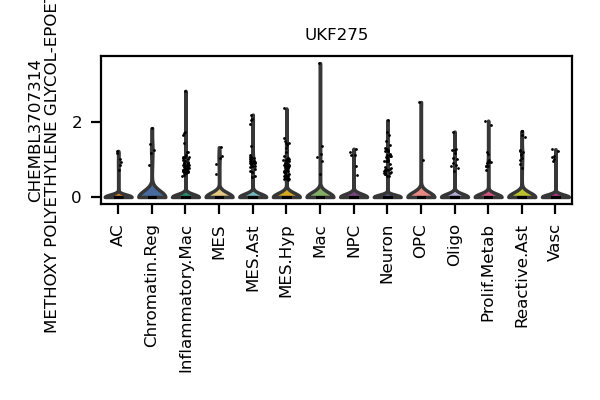 UKF275
CHEMBL3707314
METHOXY POLYETHYLENE GLYCOL-EPOET
2
0
AC
Chromatin.Reg
Inflammatory.Mac
MES
MES.Ast
MES.Hyp
Mac
NPC
Neuron
OPC
Oligo
Prolif.Metab
Reactive.Ast
Vasc